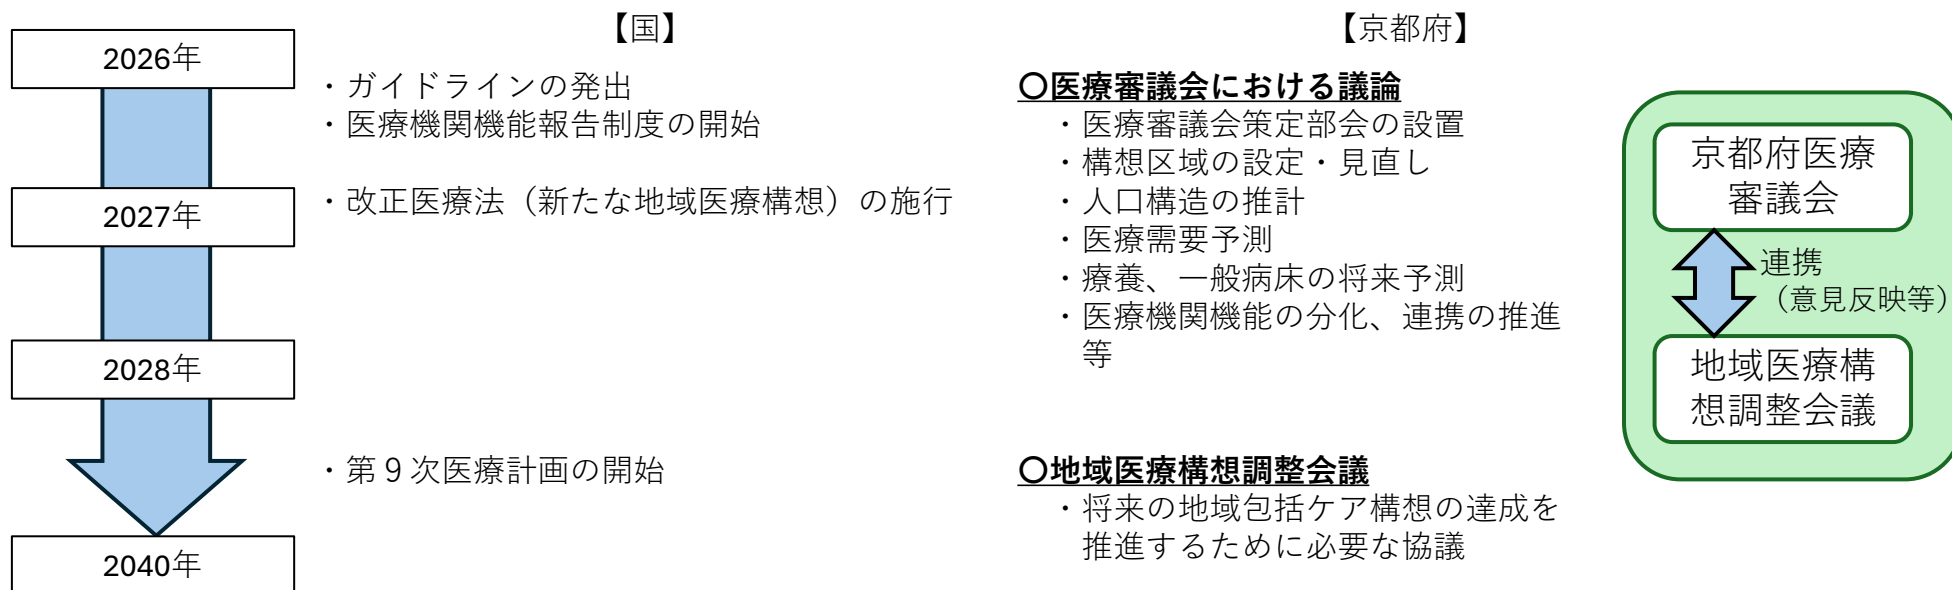 2026年
2027年
2028年
2040年
【国】
・ガイドラインの発出
・医療機関機能報告制度の開始
・改正医療法（新たな地域医療構想）の施行
・第９次医療計画の開始
【京都府】
〇医療審議会における議論
・医療審議会策定部会の設置
・構想区域の設定・見直し
・人口構造の推計
・医療需要予測
・療養、一般病床の将来予測
・医療機関機能の分化、連携の推進
等
〇地域医療構想調整会議
・将来の地域包括ケア構想の達成を
推進するために必要な協議
京都府医療
審議会
連携
（意見反映等）
地域医療構
想調整会議